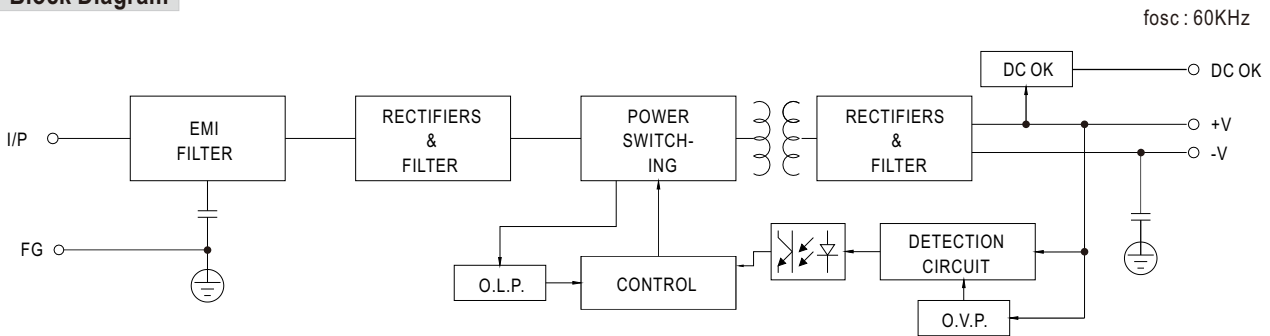 Block Diagram
fosc : 60KHz
DC OK
DC OK
I/P
EMI
FILTER
RECTIFIERS
&
FILTER
POWER
SWITCH-
ING
RECTIFIERS
&
FILTER
+V
-V
FG
O.L.P.
CONTROL
DETECTION
CIRCUIT
O.V.P.